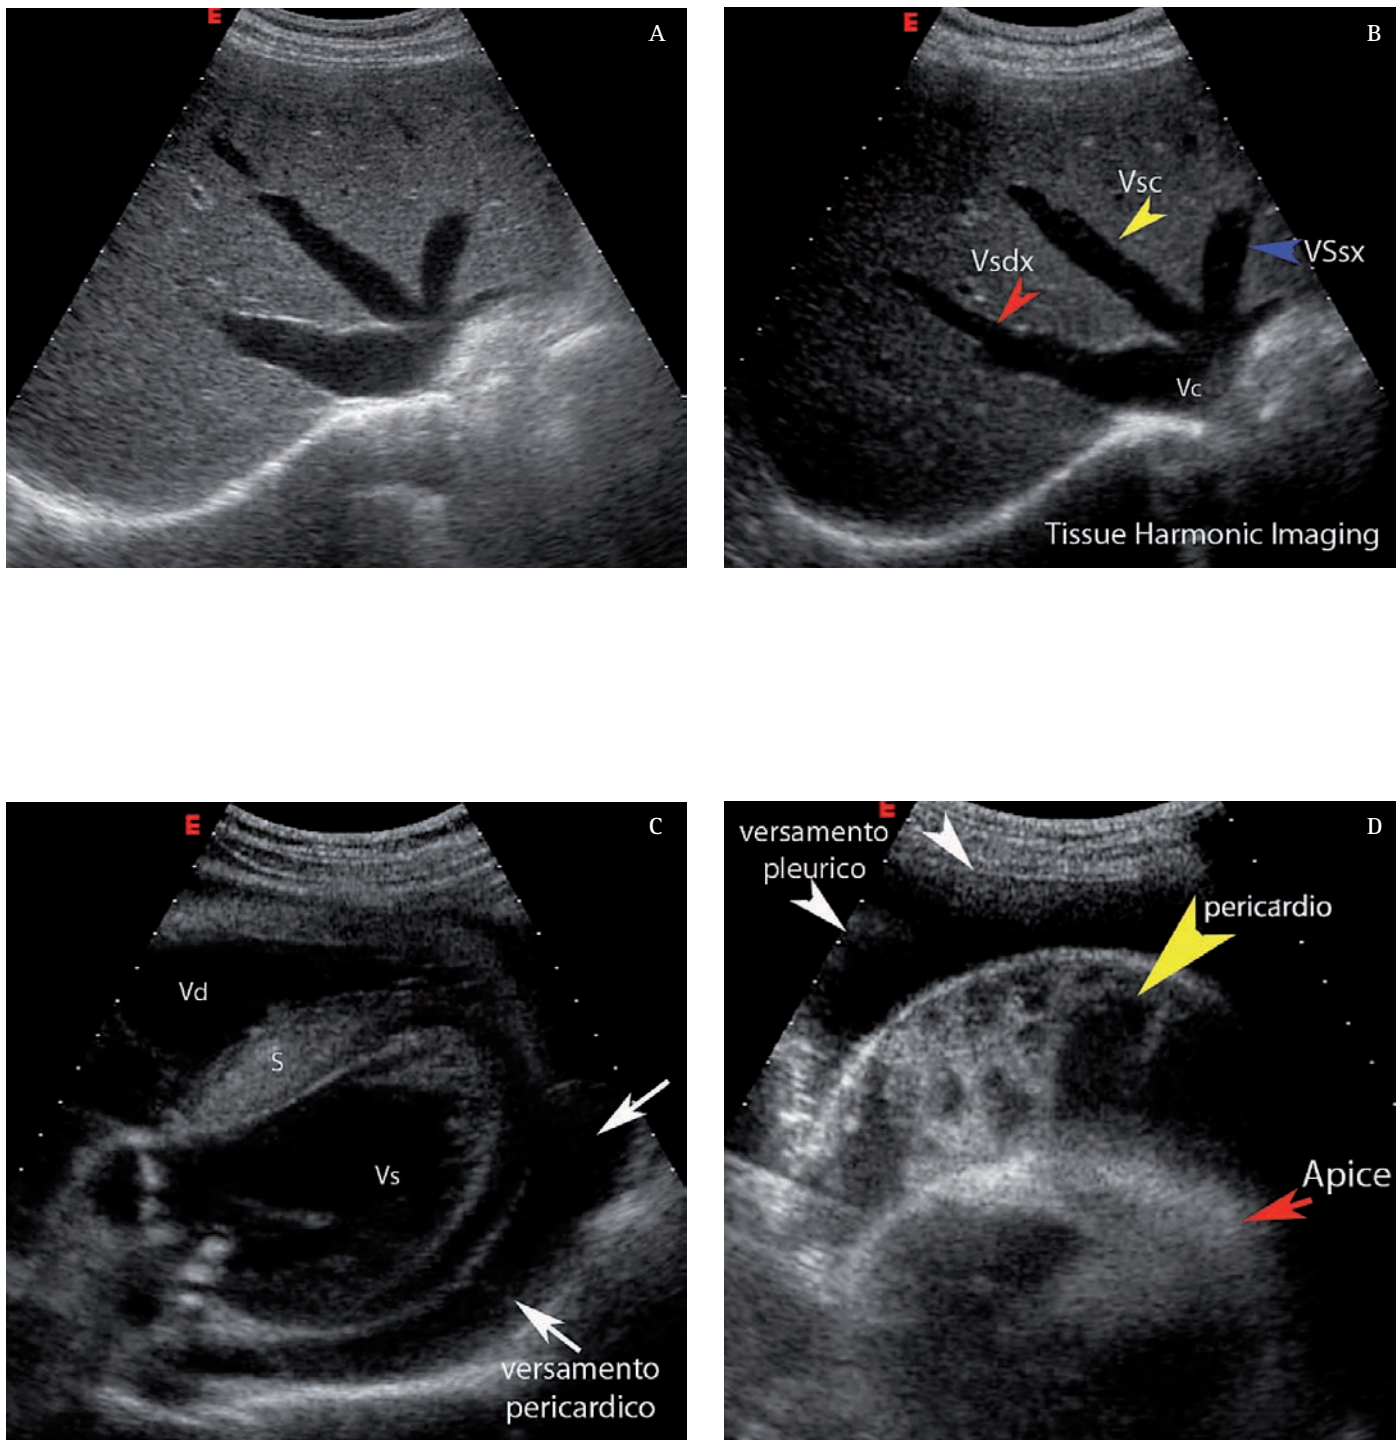 E
A
E
B
Vsc
VSsx
Vsdx
Vc
Tissue Harmonic Imaging
E
C
Vd
S
Vs
versamento
pericardico
E
D
versamento
pleurico
pericardio
Apice